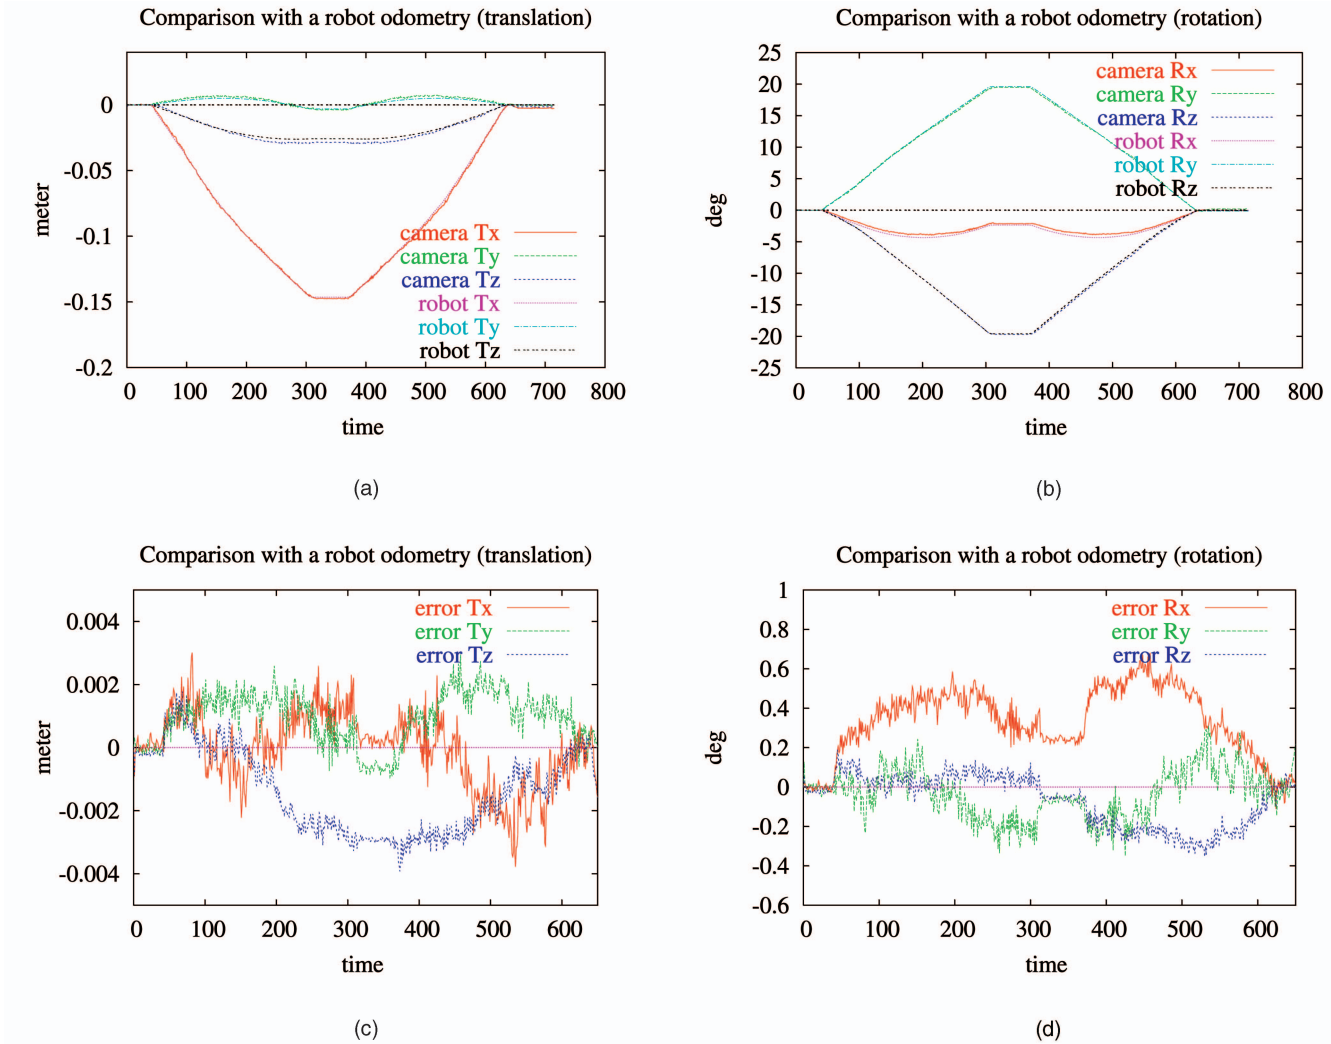 Comparison with a robot odometry (translation)
0
-0.05
-0.1
-0.15
-0.2
meter
camera Tx
camera Ty
camera Tz
robot Tx
robot Ty
robot Tz
0 100 200 300 400 500 600 700 800
time
(a)
Comparison with a robot odometry (rotation)
25
20
15
10
5
0
-5
-10
-15
-20
-25
deg
camera Rx
camera Ry
camera Rz
robot Rx
robot Ry
robot Rz
0 100 200 300 400 500 600 700 800
time
(b)
Comparison with a robot odometry (translation)
0.004
0.002
0
-0.002
-0.004
meter
error Tx
error Ty
error Tz
0 100 200 300 400 500 600
time
(c)
Comparison with a robot odometry (rotation)
1
0.8
0.6
0.4
0.2
0
-0.2
-0.4
-0.6
deg
error Rx
error Ry
error Rz
0 100 200 300 400 500 600
time
(d)